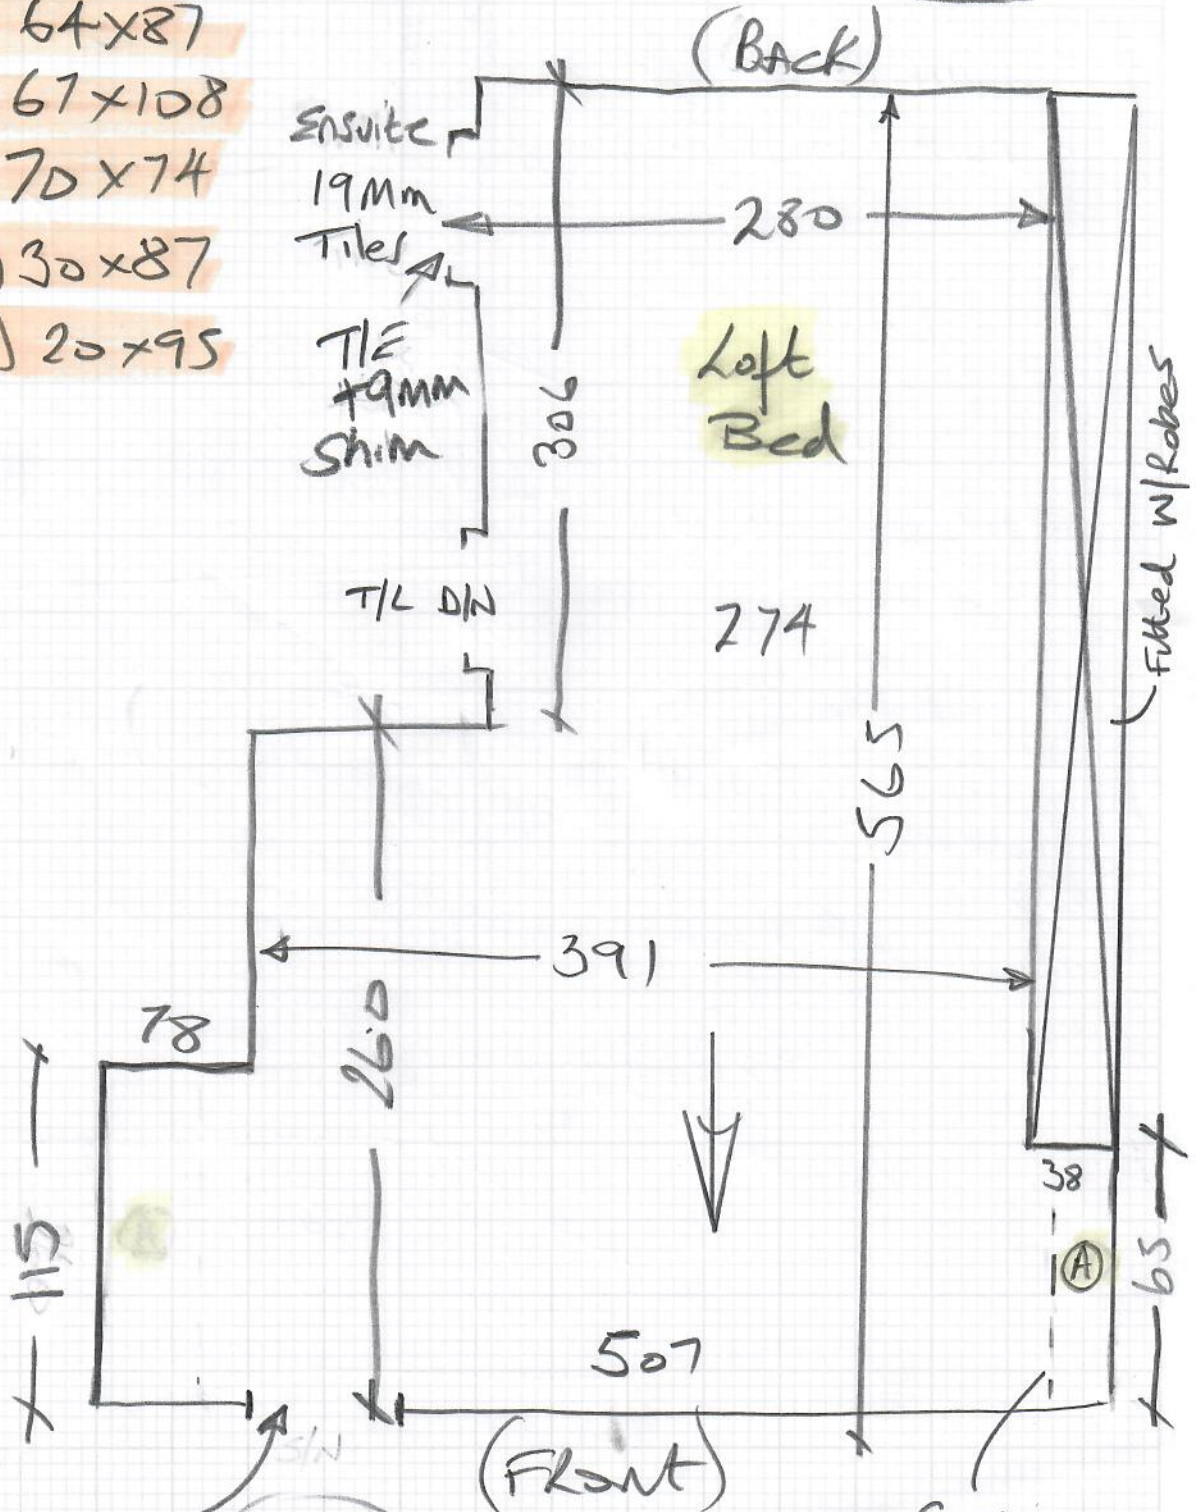 64x87
67x108
70x74
30x87
20x95
(BACK)
Ensuite
19mm
Tiles
280
T/E
+9mm
Shim
306
Loft
Bed
Fitted W/Robes
T/L D/N
274
565
391
78
260
115
38
A
65
507
S/N
(FRONT)